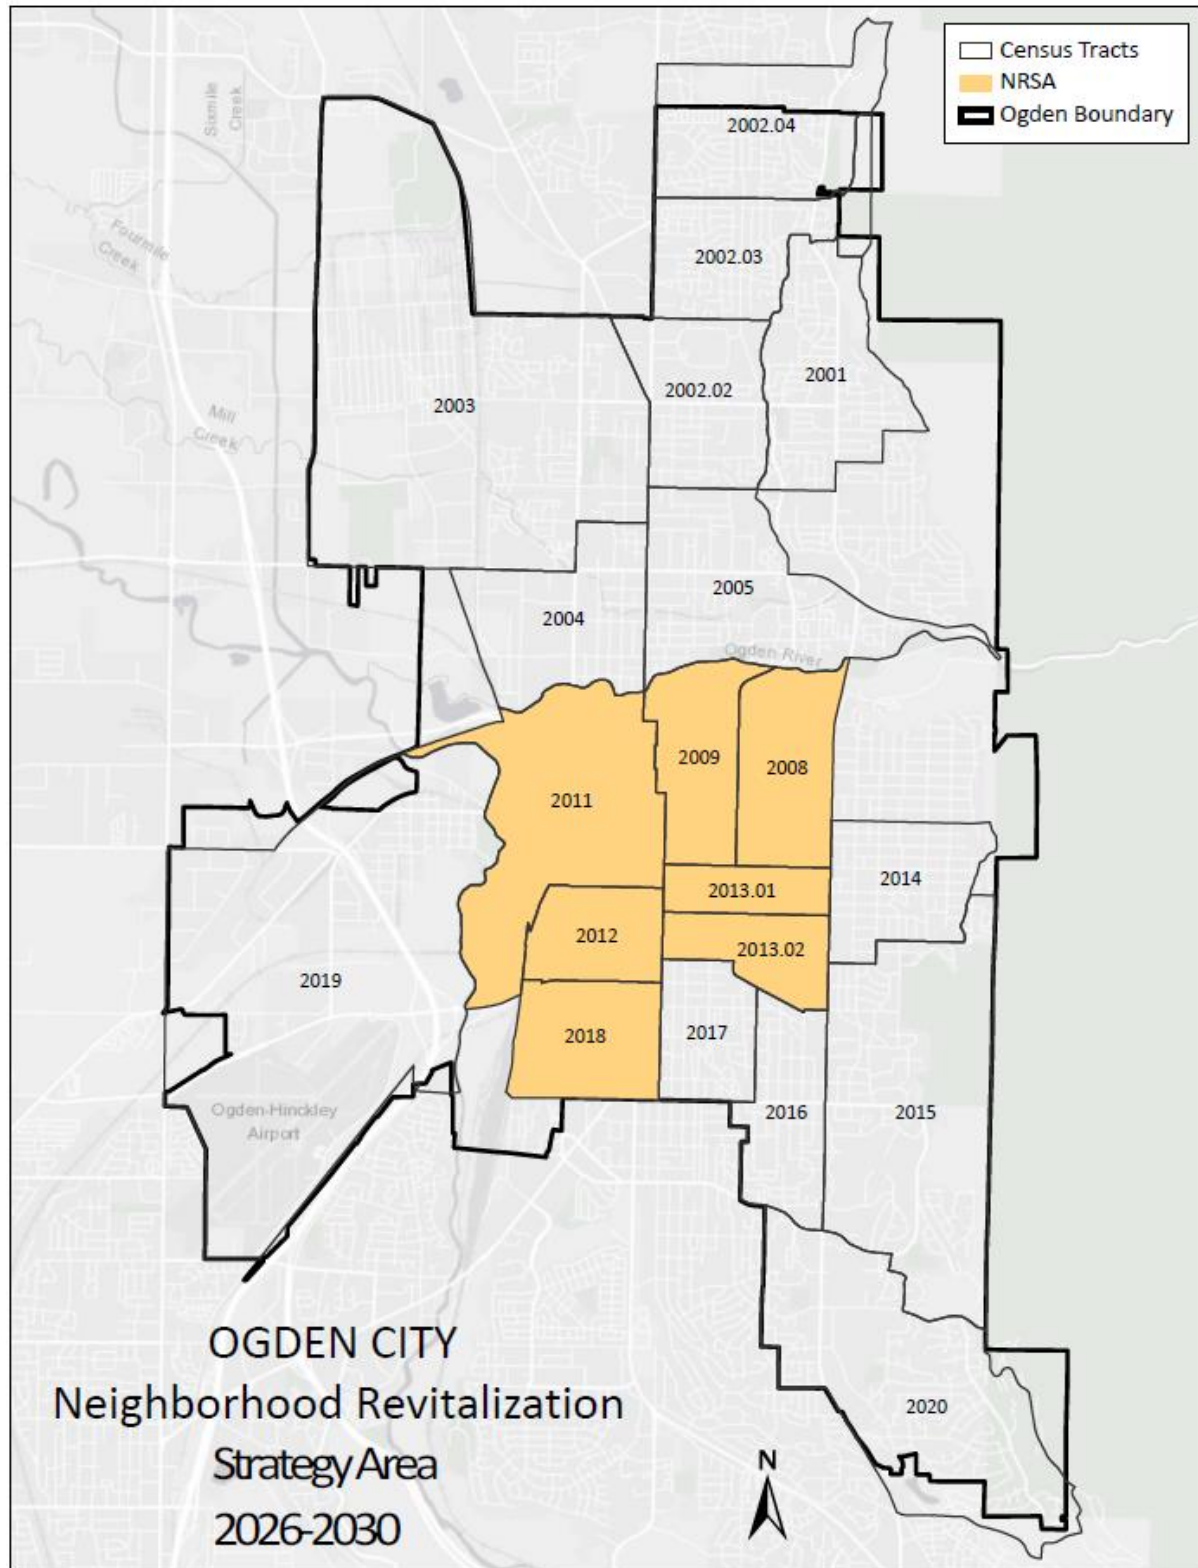 Census Tracts
NRSA
Ogden Boundary
Sixmile
Creek
2002.04
Fourmile
Creek
2002.03
2001
2002.02
2003
Mill
Creek
2005
2004
Ogden River
2009
2008
2011
2014
2013.01
2012
2013.02
2019
2017
2018
Ogden-Hinckley
Airport
2016
2015
OGDEN CITY
Neighborhood Revitalization
Strategy Area
2026-2030
2020
N